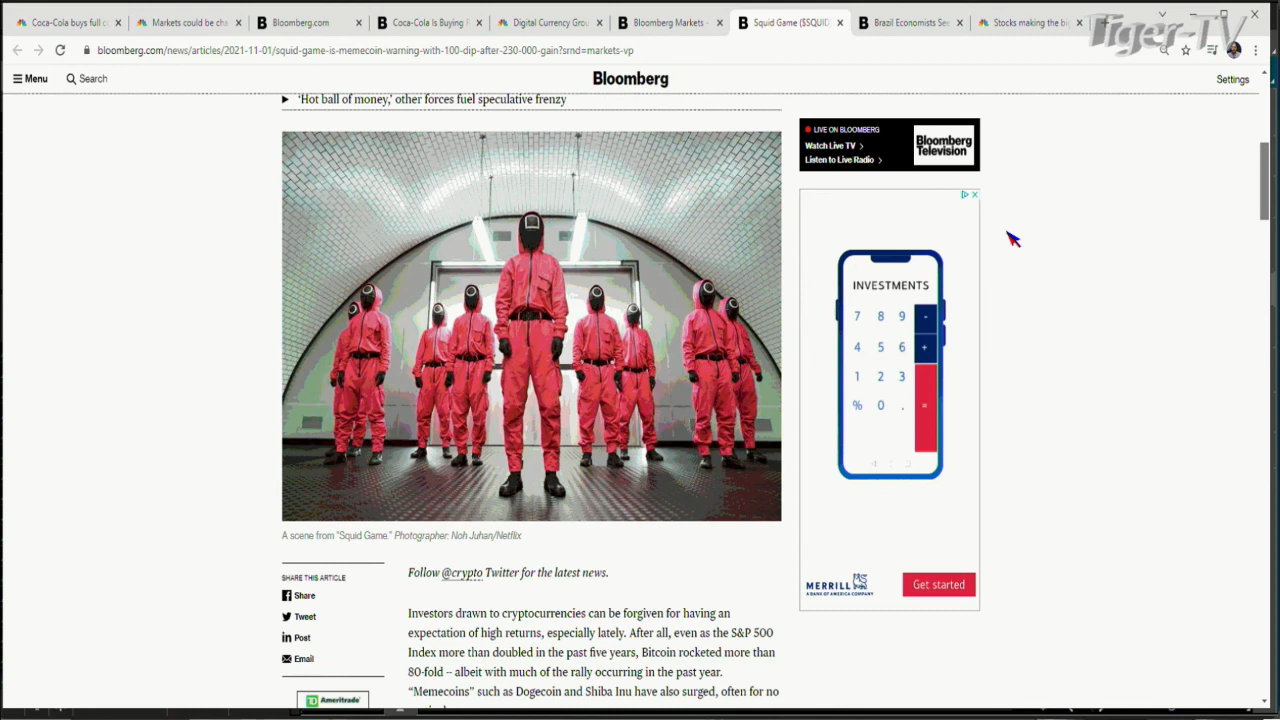 Coca-Cola buys full c
Markets could be cha
Bloomberg.com
Coca-Cola Is Buying
Digital Currency Grou
Bloomberg Markets -
Squid Game ($SQUID
Brazil Economists See
Stocks making the bi
Tiger-TV
bloomberg.com/news/articles/2021-11-01/squid-game-is-memecoin-warning-with-100-dip-after-230-000-gain?srnd=markets-vp
Menu
Search
Bloomberg
Settings
'Hot ball of money,' other forces fuel speculative frenzy
LIVE ON BLOOMBERG
Watch Live TV >
Listen to Live Radio >
Bloomberg
Television
INVESTMENTS
7 8 9 -
4 5 6 +
1 2 3
% 0 . =
MERRILL
A BANK OF AMERICA COMPANY
Get started
A scene from "Squid Game." Photographer: Noh Juhan/Netflix
SHARE THIS ARTICLE
Share
Tweet
Post
Email
Ameritrade
Follow @crypto Twitter for the latest news.
Investors drawn to cryptocurrencies can be forgiven for having an
expectation of high returns, especially lately. After all, even as the S&P 500
Index more than doubled in the past five years, Bitcoin rocketed more than
80-fold -- albeit with much of the rally occurring in the past year.
“Memecoins” such as Dogecoin and Shiba Inu have also surged, often for no